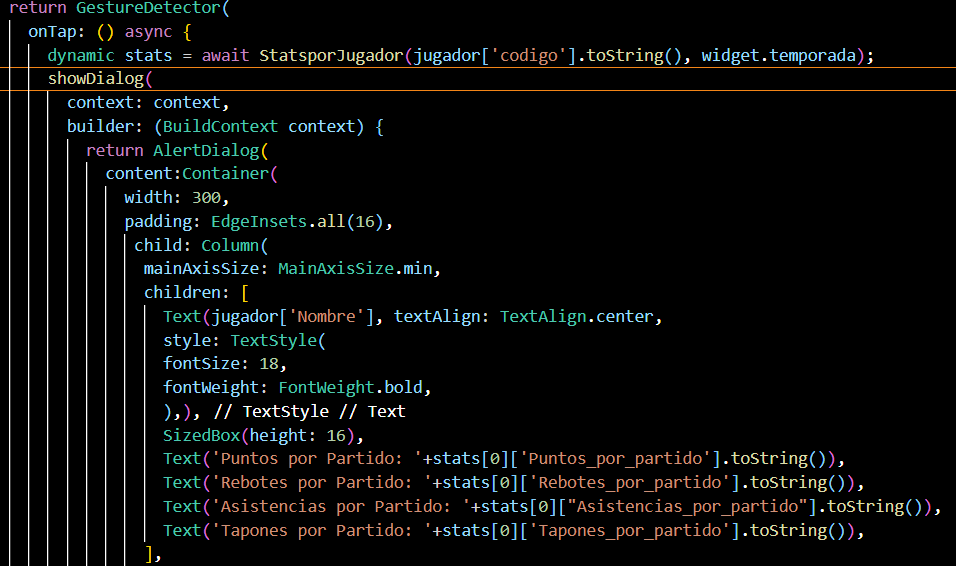 return GestureDetector(
onTap: () async {
dynamic stats = await StatsporJugador(jugador['codigo'].toString(), widget.temporada);
showDialog(
context: context,
builder: (BuildContext context) {
return AlertDialog(
content:Container(
width: 300,
padding: EdgeInsets.all(16),
child: Column(
mainAxisSize: MainAxisSize.min,
children: [
Text(jugador['Nombre'], textAlign: TextAlign.center,
style: TextStyle(
fontSize: 18,
fontWeight: FontWeight.bold,
),), // TextStyle // Text
SizedBox(height: 16),
Text('Puntos por Partido: '+stats[0]['Puntos_por_partido'].toString()),
Text('Rebotes por Partido: '+stats[0]['Rebotes_por_partido'].toString()),
Text('Asistencias por Partido: '+stats[0]["Asistencias_por_partido"].toString()),
Text('Tapones por Partido: '+stats[0]['Tapones_por_partido'].toString()),
],